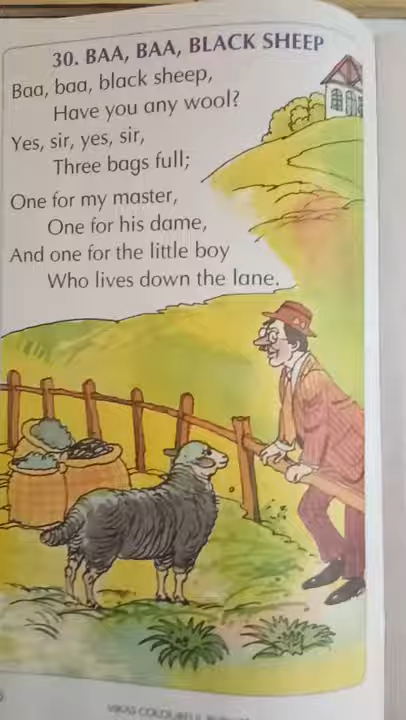 30. BAA, BAA, BLACK SHEEP
Baa, baa, black sheep,
Have you any wool?
Yes, sir, yes, sir,
Three bags full;
One for my master,
One for his dame,
And one for the little boy
Who lives down the lane.
VIKAS COLOURFUL